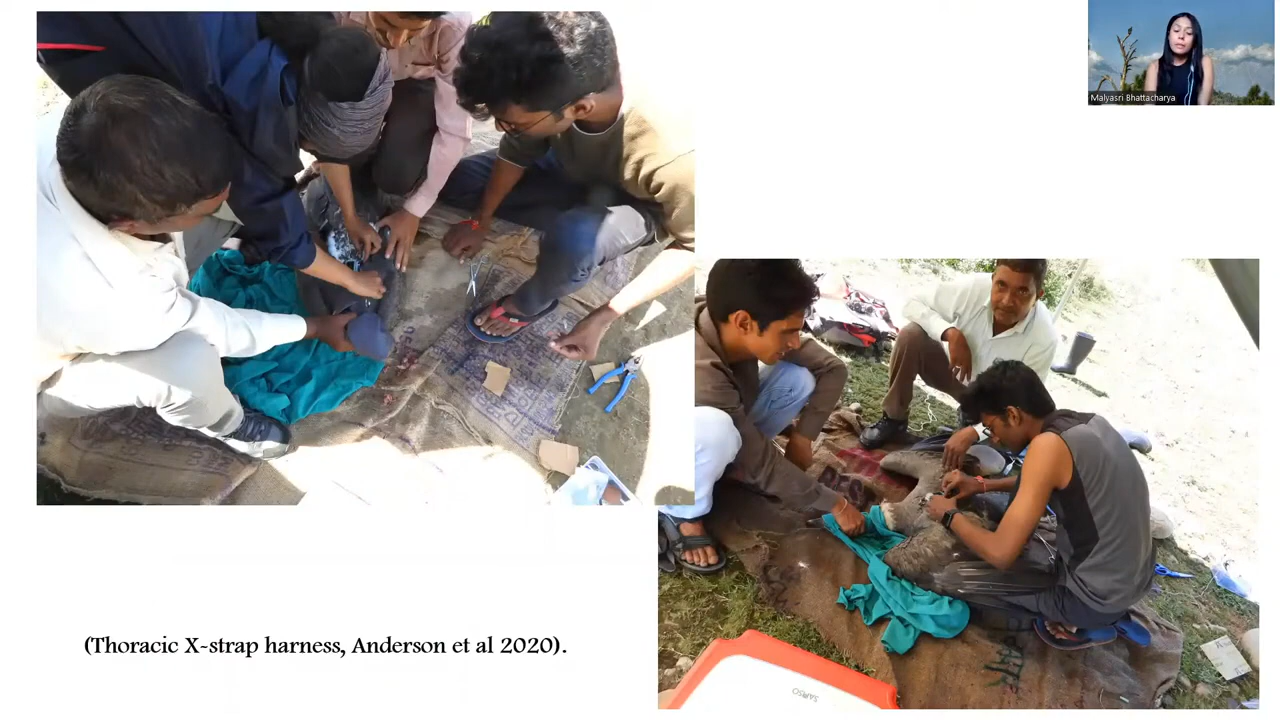 Malyasri Bhattacharya
(Thoracic X-strap harness, Anderson et al 2020).